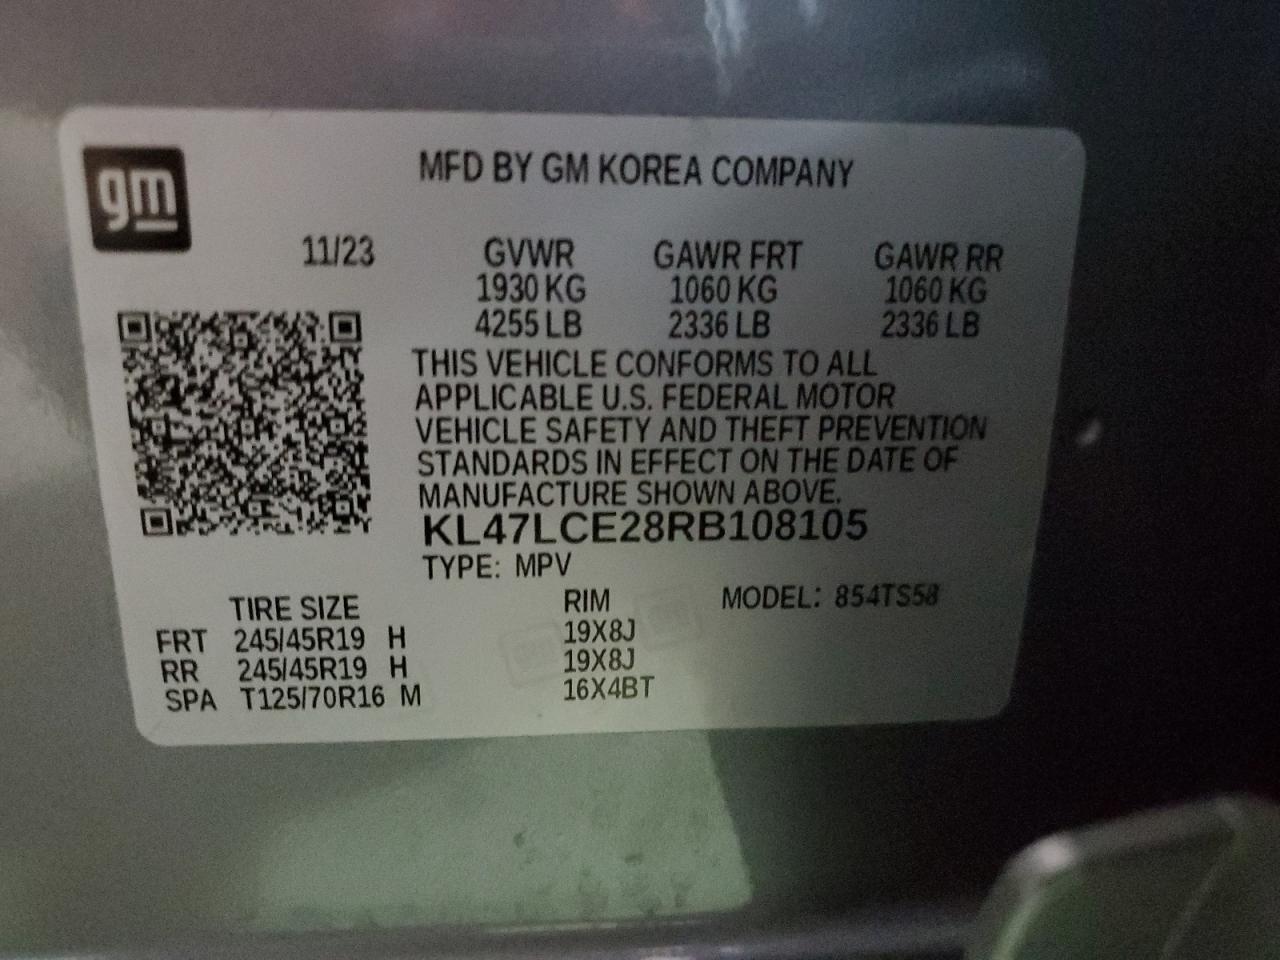 gm
MFD BY GM KOREA COMPANY
11/23 GVWR GAWR FRT GAWR RR
1930 KG 1060 KG 1060 KG
4255 LB 2336 LB 2336 LB
THIS VEHICLE CONFORMS TO ALL
APPLICABLE U.S. FEDERAL MOTOR
VEHICLE SAFETY AND THEFT PREVENTION
STANDARDS IN EFFECT ON THE DATE OF
MANUFACTURE SHOWN ABOVE.
KL47LCE28RB108105
TYPE: MPV
TIRE SIZE RIM MODEL: 854TS58
FRT 245/45R19 H 19X8J
RR 245/45R19 H 19X8J
SPA T125/70R16 M 16X4BT